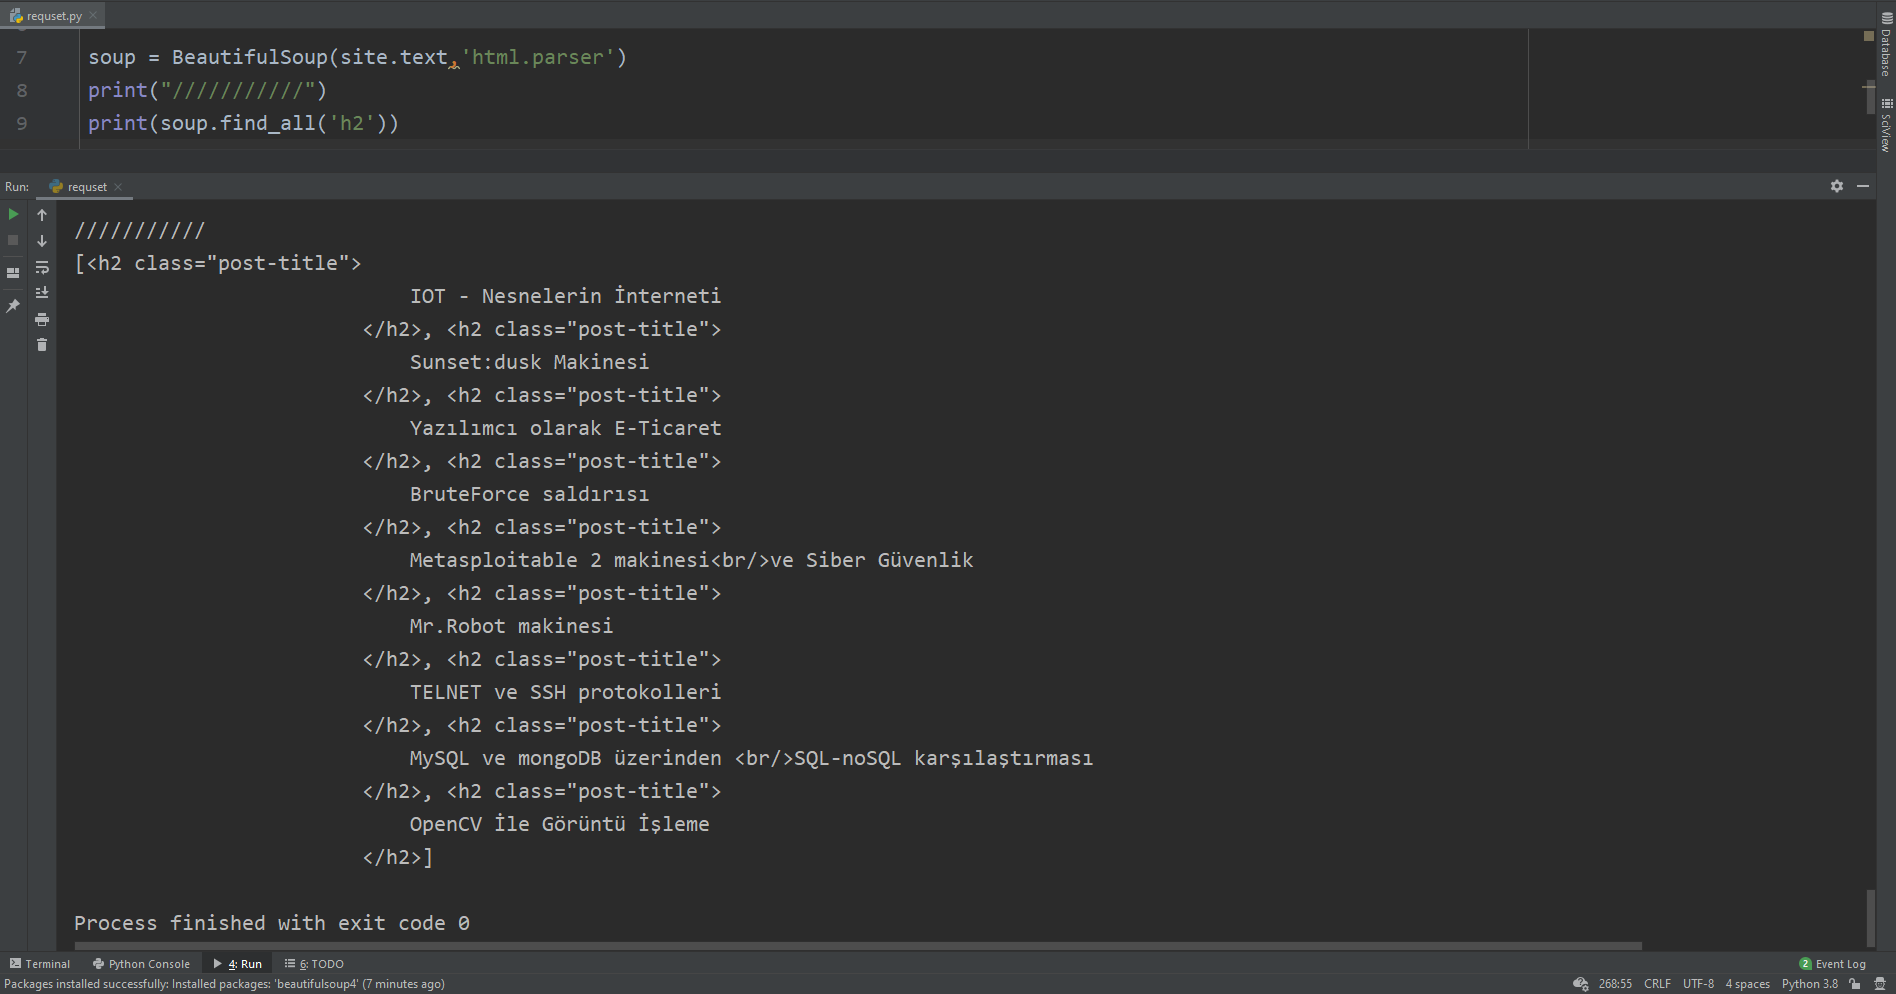 requset.py
7 soup = BeautifulSoup(site.text,'html.parser')
8 print("///////////")
9 print(soup.find_all('h2'))
Database
SciView
Run: requset
///////////
[<h2 class="post-title">
IOT - Nesnelerin İnterneti
</h2>, <h2 class="post-title">
Sunset:dusk Makinesi
</h2>, <h2 class="post-title">
Yazılımcı olarak E-Ticaret
</h2>, <h2 class="post-title">
BruteForce saldırısı
</h2>, <h2 class="post-title">
Metasploitable 2 makinesi<br/>ve Siber Güvenlik
</h2>, <h2 class="post-title">
Mr.Robot makinesi
</h2>, <h2 class="post-title">
TELNET ve SSH protokolleri
</h2>, <h2 class="post-title">
MySQL ve mongoDB üzerinden <br/>SQL-noSQL karşılaştırması
</h2>, <h2 class="post-title">
OpenCV İle Görüntü İşleme
</h2>]
Process finished with exit code 0
Terminal Python Console 4: Run 6: TODO 2 Event Log
Packages installed successfully: Installed packages: 'beautifulsoup4' (7 minutes ago) 268:55 CRLF UTF-8 4 spaces Python 3.8